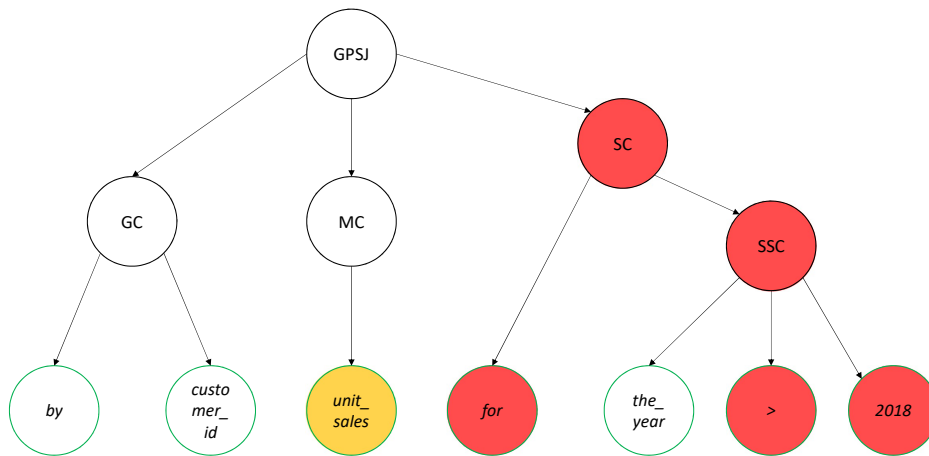 GPSJ
SC
GC
MC
SSC
by
custo
mer_
id
unit_
sales
for
the_
year
>
2018